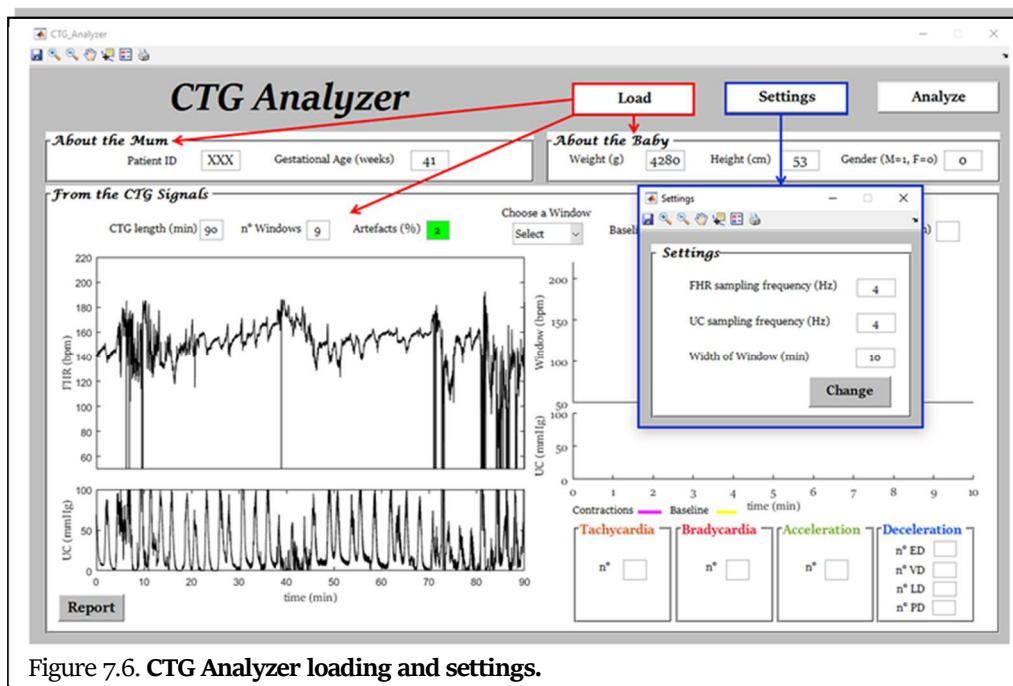 CTG_Analyzer
CTG Analyzer
Load
Settings
Analyze
About the Mum
Patient ID XXX Gestational Age (weeks) 41
About the Baby
Weight (g) 4280 Height (cm) 53 Gender (M=1, F=0) 0
From the CTG Signals
CTG length (min) 90 n° Windows 9 Artefacts (%) 2
Choose a Window
Select
Settings
Settings
FHR sampling frequency (Hz) 4
UC sampling frequency (Hz) 4
Width of Window (min) 10
Change
FHR (bpm)
220
200
180
160
140
120
100
80
60
UC (mmHg)
100
50
0
0 10 20 30 40 50 60 70 80 90
time (min)
Report
Window (bpm)
200
150
100
50
UC (mmHg)
100
50
0
0 1 2 3 4 5 6 7 8 9 10
time (min)
Contractions Baseline
Tachycardia
n°
Bradycardia
n°
Acceleration
n°
Deceleration
n° ED
n° VD
n° LD
n° PD
Figure 7.6. CTG Analyzer loading and settings.